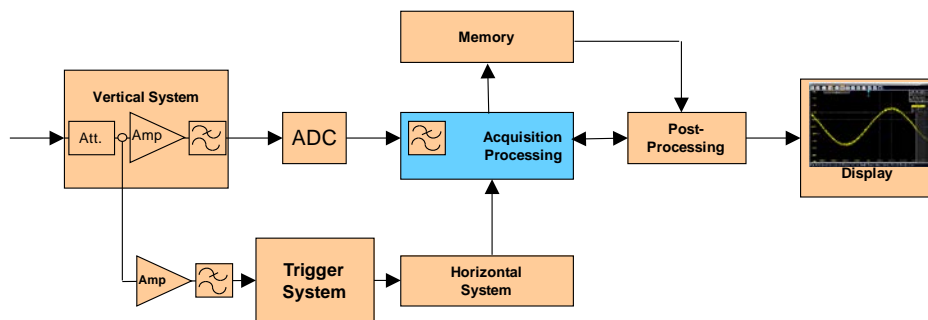 Memory
Vertical System
Att.
Amp
ADC
Acquisition
Processing
Post-
Processing
Display
Amp
Trigger
System
Horizontal
System